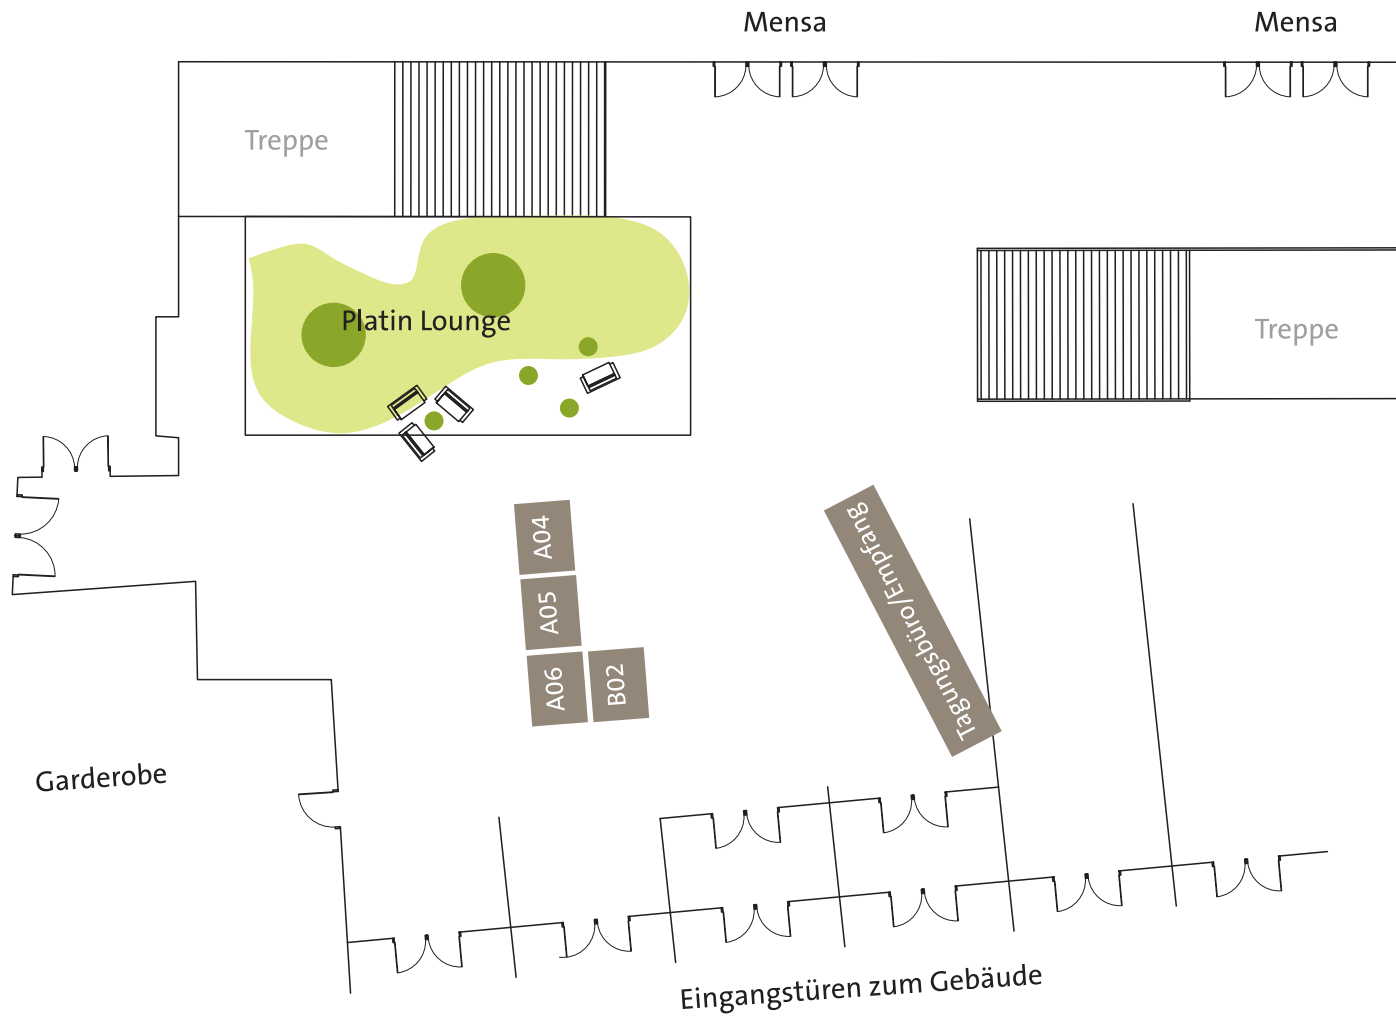 Mensa
Mensa
Treppe
Platin Lounge
Treppe
A04
A05
A06
B02
Tagungsbüro/Empfang
Garderobe
Eingangstüren zum Gebäude